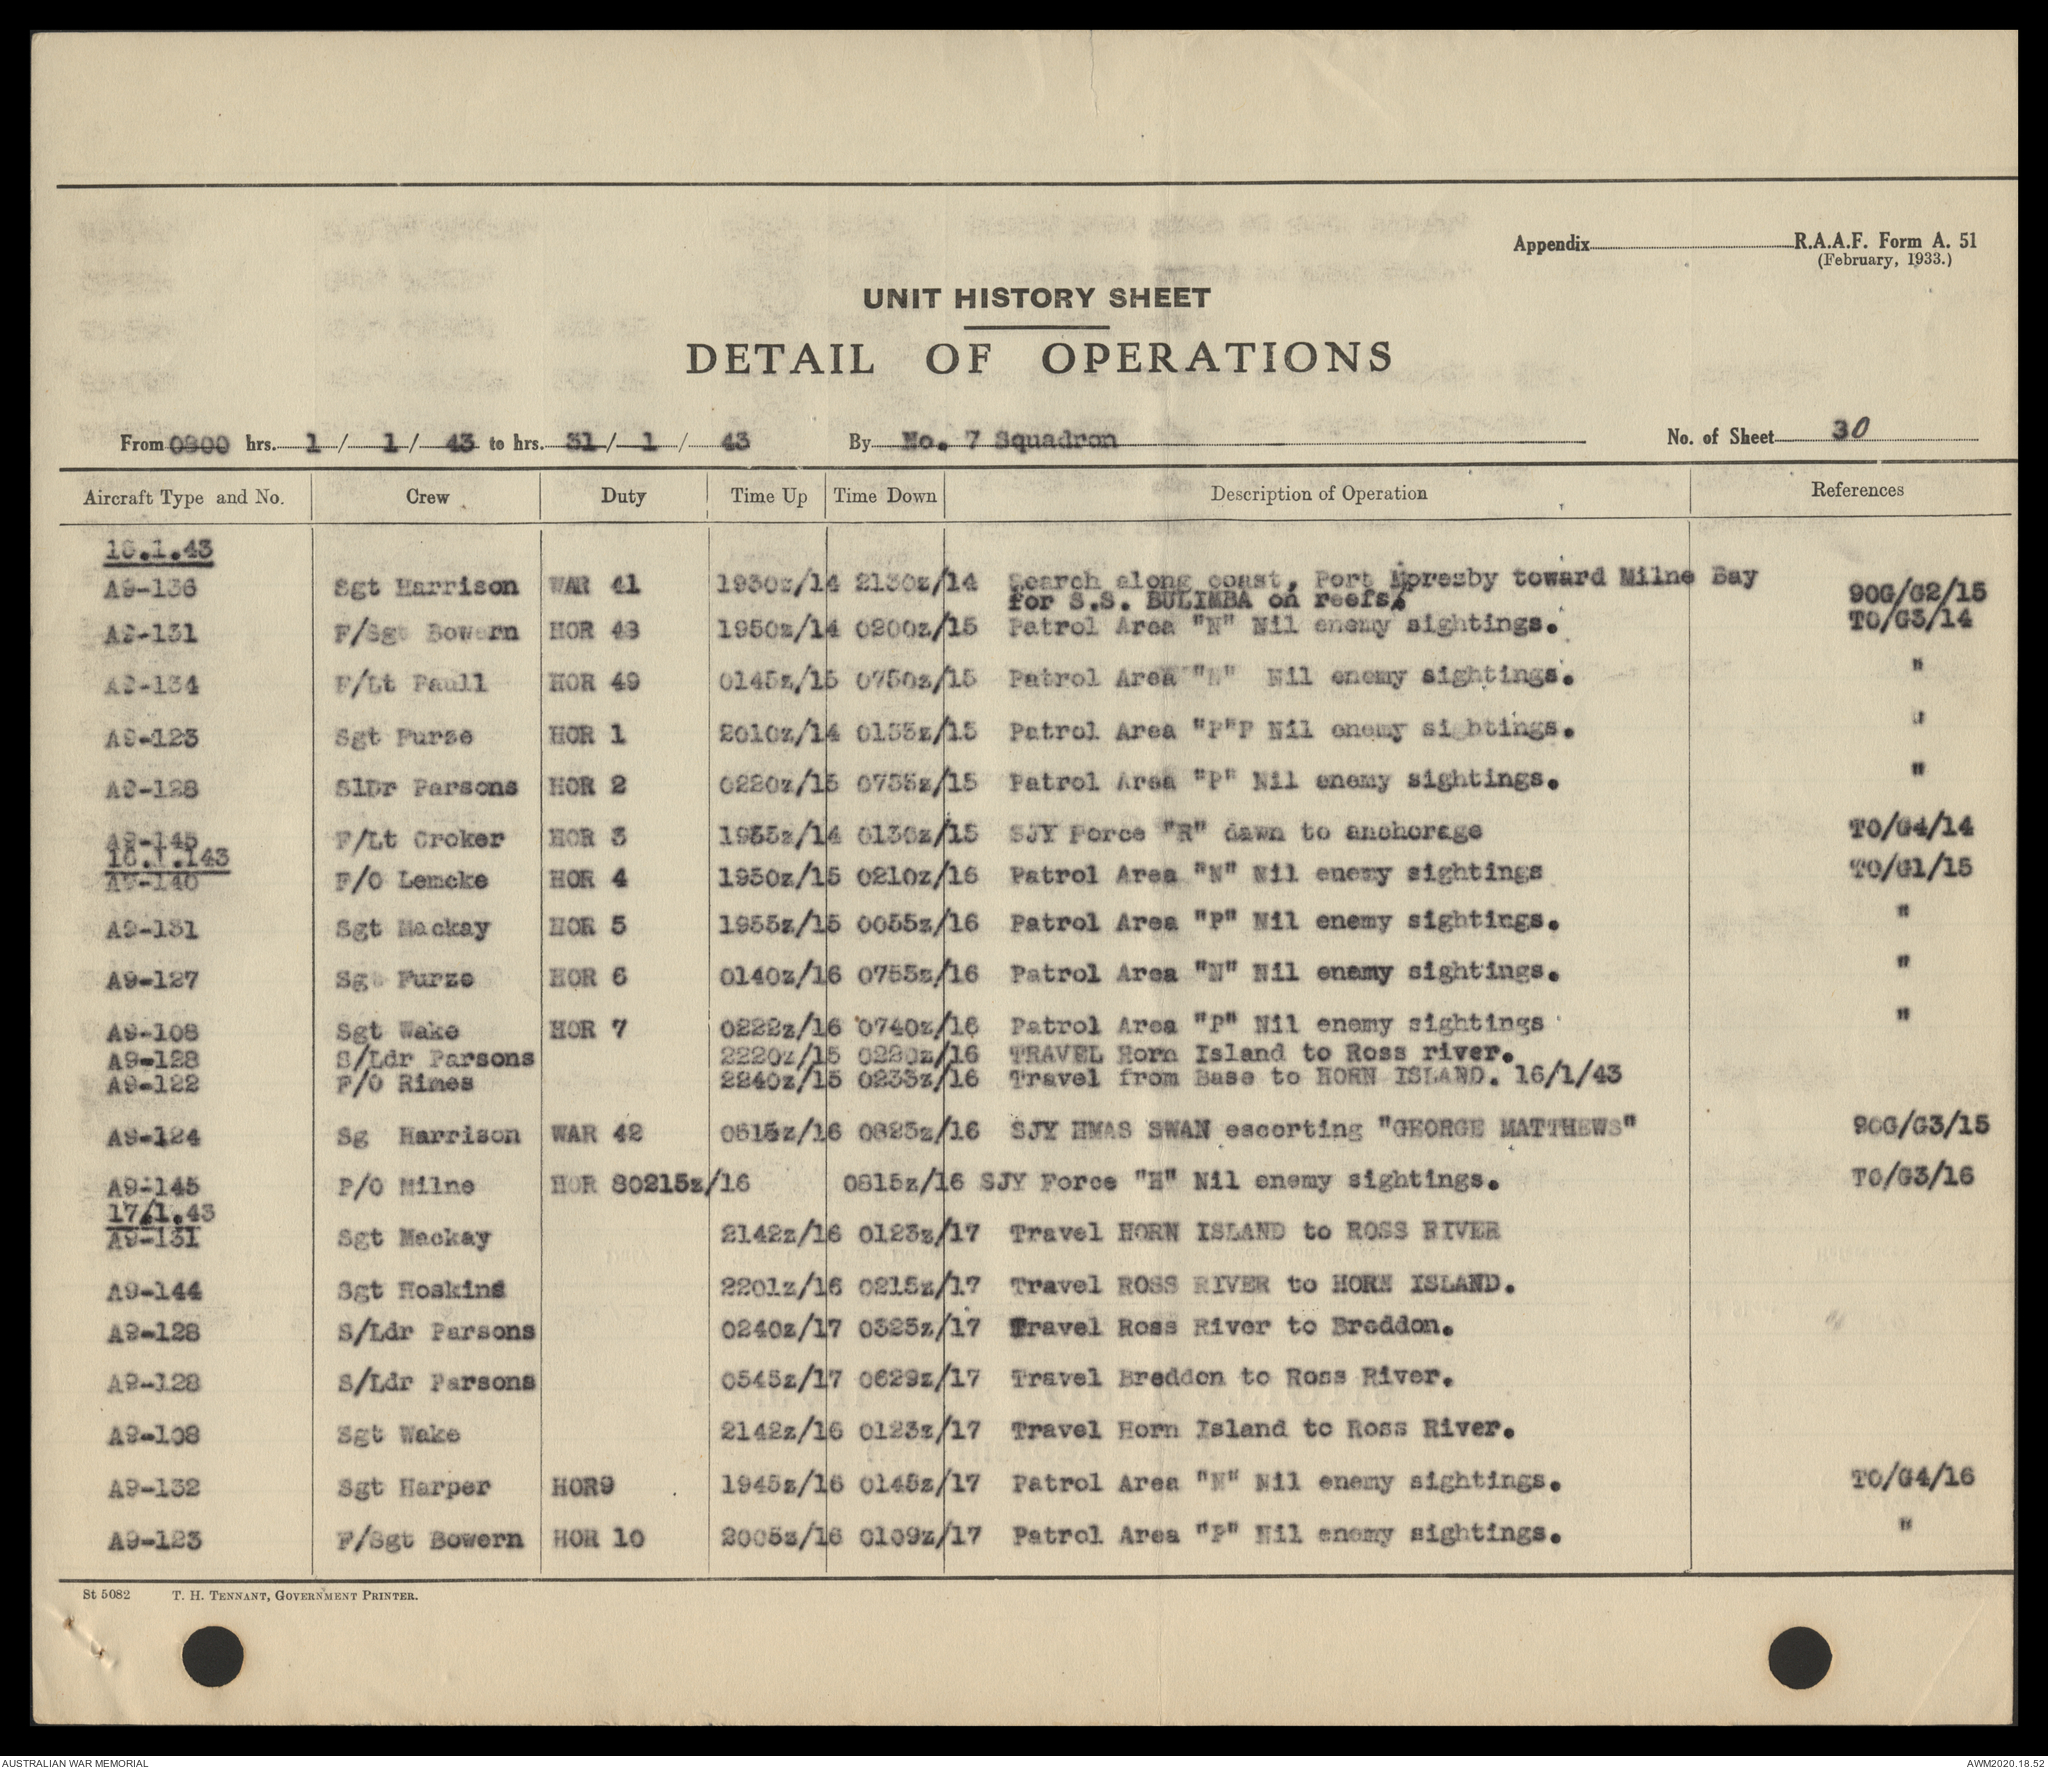 Appendix R.A.A.F. Form A. 51
(February, 1933.)
UNIT HISTORY SHEET
DETAIL OF OPERATIONS
From 0800 hrs. 1 / 1 / 43 to hrs. 31 / 1 / 43 By No. 7 Squadron No. of Sheet 30
Aircraft Type and No. Crew Duty Time Up Time Down Description of Operation References
.1.43
A9-136 Sgt Harrison WAR 41 1930z/14 2130z/14 Search along coast, Port Moresby toward Milne Bay 90G/G2/15
for S.S. BULIMBA on reefs.
A9-131 F/Sgt Bowern HOR 48 1950z/14 0200z/15 Patrol Area "N" Nil enemy sightings. TO/G3/14
A9-134 F/Lt Paull HOR 49 0145z/15 0750z/15 Patrol Area "N" Nil enemy sightings. "
A9-123 Sgt Furse HOR 1 2010z/14 0135z/15 Patrol Area "P"P Nil enemy sightings. "
A9-128 SlDr Parsons HOR 2 0220z/15 0735z/15 Patrol Area "P" Nil enemy sightings. "
A9-145 F/Lt Croker HOR 3 1955z/14 0130z/15 SJY Force "R" dawn to anchorage TO/G4/14
16.1.143
A9-140 F/O Lemcke HOR 4 1950z/15 0210z/16 Patrol Area "N" Nil enemy sightings TO/G1/15
A9-131 Sgt Mackay HOR 5 1955z/15 0055z/16 Patrol Area "P" Nil enemy sightings. "
A9-127 Sgt Furze HOR 6 0140z/16 0755z/16 Patrol Area "N" Nil enemy sightings. "
A9-108 Sgt Wake HOR 7 0222z/16 0740z/16 Patrol Area "P" Nil enemy sightings "
A9-128 S/Ldr Parsons 2220z/15 0220z/16 TRAVEL Horn Island to Ross river.
A9-122 F/O Rimes 2240z/15 0233z/16 Travel from Base to HORN ISLAND. 16/1/43
A9-124 Sg Harrison WAR 42 0515z/16 0825z/16 SJY HMAS SWAN escorting "GEORGE MATTHEWS" 90G/G3/15
A9-145 P/O Milne HOR 80215z/16 0815z/16 SJY Force "H" Nil enemy sightings. TO/G3/16
17/1.43
A9-131 Sgt Mackay 2142z/16 0123z/17 Travel HORN ISLAND to ROSS RIVER
A9-144 Sgt Hoskins 2201z/16 0215z/17 Travel ROSS RIVER to HORN ISLAND.
A9-128 S/Ldr Parsons 0240z/17 0325z/17 Travel Ross River to Breddon.
A9-128 S/Ldr Parsons 0545z/17 0629z/17 Travel Breddon to Ross River.
A9-108 Sgt Wake 2142z/16 0123z/17 Travel Horn Island to Ross River.
A9-132 Sgt Harper HOR9 1945z/16 0145z/17 Patrol Area "N" Nil enemy sightings. TO/G4/16
A9-123 F/Sgt Bowern HOR 10 2005z/16 0109z/17 Patrol Area "P" Nil enemy sightings. "
St 5082 T. H. TENNANT, GOVERNMENT PRINTER.
AUSTRALIAN WAR MEMORIAL AWM2020.18.52